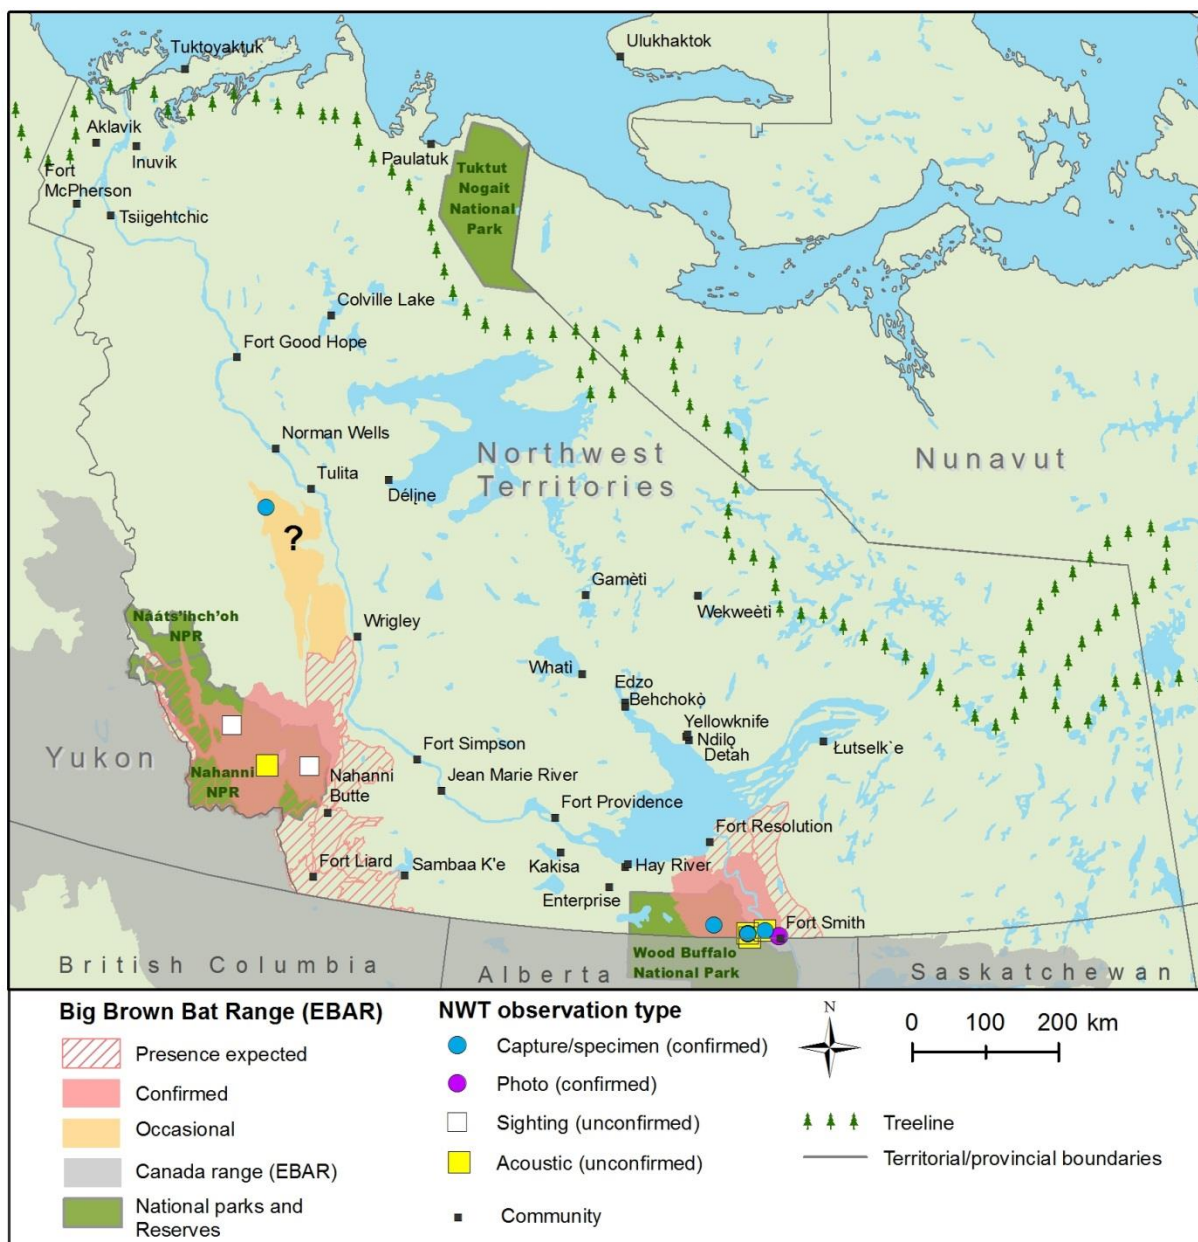 Tuktoyaktuk
Ulukhaktok
Aklavik
Inuvik
Paulatuk
Tuktut
Nogait
National
Park
Fort
McPherson
Tsiigehtchic
Colville Lake
Fort Good Hope
Norman Wells
Northwest
Territories
Nunavut
Tulita
Délı̨ne
?
Gamètì
Wekweètì
Nááts'ihch'oh
NPR
Wrigley
Whatì
Edzo
Behchokǫ̀
Yellowknife
Ndilǫ
Detah
Łutselk`e
Yukon
Fort Simpson
Nahanni
NPR
Nahanni
Butte
Jean Marie River
Fort Providence
Fort Resolution
Fort Liard
Sambaa K'e
Kakisa
Hay River
Enterprise
Fort Smith
British Columbia
Alberta
Wood Buffalo
National Park
Saskatchewan
Big Brown Bat Range (EBAR)
Presence expected
Confirmed
Occasional
Canada range (EBAR)
National parks and
Reserves
NWT observation type
Capture/specimen (confirmed)
Photo (confirmed)
Sighting (unconfirmed)
Acoustic (unconfirmed)
Community
N
0 100 200 km
Treeline
Territorial/provincial boundaries